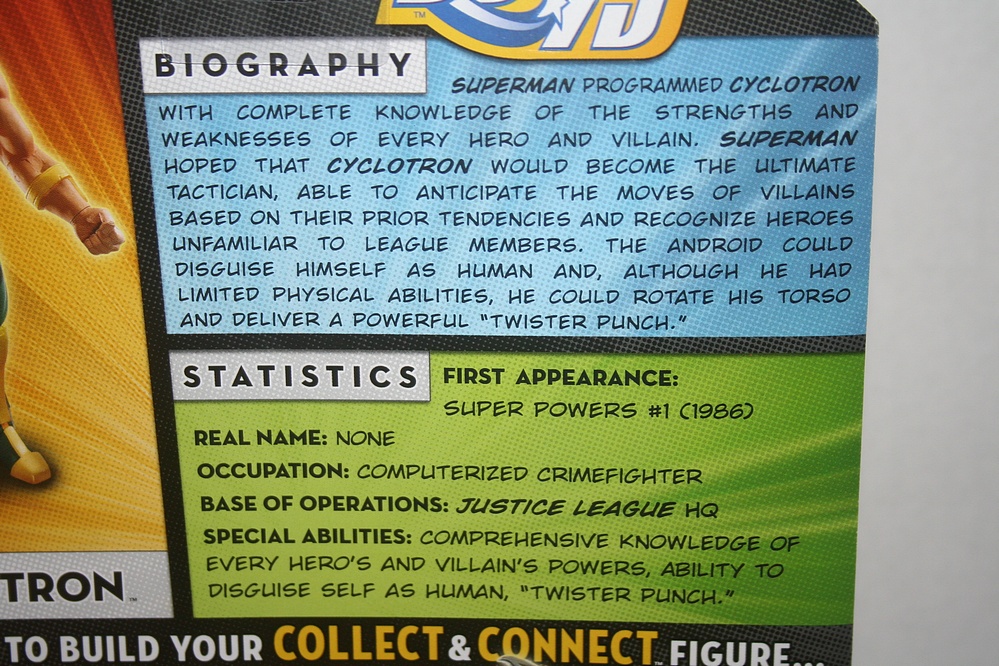 ™
BIOGRAPHY
SUPERMAN PROGRAMMED CYCLOTRON
WITH COMPLETE KNOWLEDGE OF THE STRENGTHS AND
WEAKNESSES OF EVERY HERO AND VILLAIN. SUPERMAN
HOPED THAT CYCLOTRON WOULD BECOME THE ULTIMATE
TACTICIAN, ABLE TO ANTICIPATE THE MOVES OF VILLAINS
BASED ON THEIR PRIOR TENDENCIES AND RECOGNIZE HEROES
UNFAMILIAR TO LEAGUE MEMBERS. THE ANDROID COULD
DISGUISE HIMSELF AS HUMAN AND, ALTHOUGH HE HAD
LIMITED PHYSICAL ABILITIES, HE COULD ROTATE HIS TORSO
AND DELIVER A POWERFUL “TWISTER PUNCH.”
STATISTICS
FIRST APPEARANCE:
SUPER POWERS #1 (1986)
REAL NAME: NONE
OCCUPATION: COMPUTERIZED CRIMEFIGHTER
BASE OF OPERATIONS: JUSTICE LEAGUE HQ
SPECIAL ABILITIES: COMPREHENSIVE KNOWLEDGE OF
EVERY HERO’S AND VILLAIN’S POWERS, ABILITY TO
DISGUISE SELF AS HUMAN, “TWISTER PUNCH.”
TRON™
TO BUILD YOUR COLLECT & CONNECT™ FIGURE...